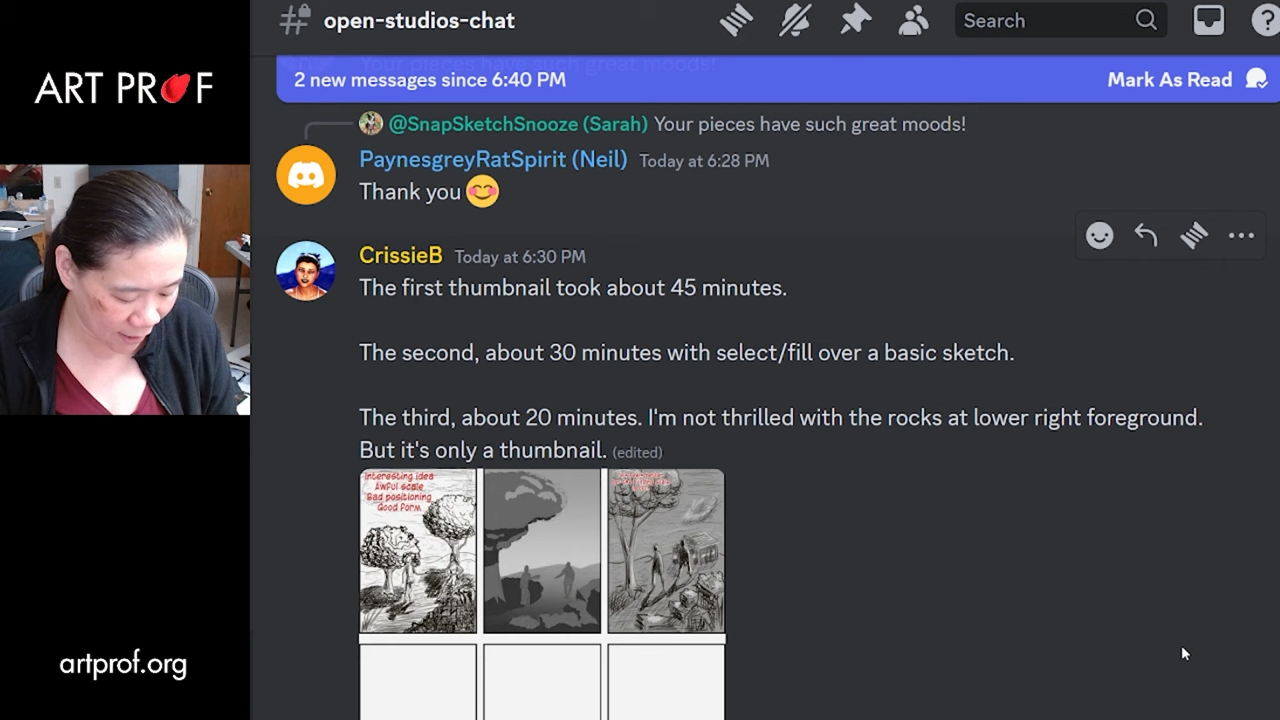 open-studios-chat
Search
ART PROF
2 new messages since 6:40 PM
Mark As Read
@SnapSketchSnooze (Sarah) Your pieces have such great moods!
PaynesgreyRatSpirit (Neil) Today at 6:28 PM
Thank you
CrissieB Today at 6:30 PM
The first thumbnail took about 45 minutes.
The second, about 30 minutes with select/fill over a basic sketch.
The third, about 20 minutes. I'm not thrilled with the rocks at lower right foreground.
But it's only a thumbnail. (edited)
Interesting idea
Awful scale
Bad positioning
Good form
artprof.org